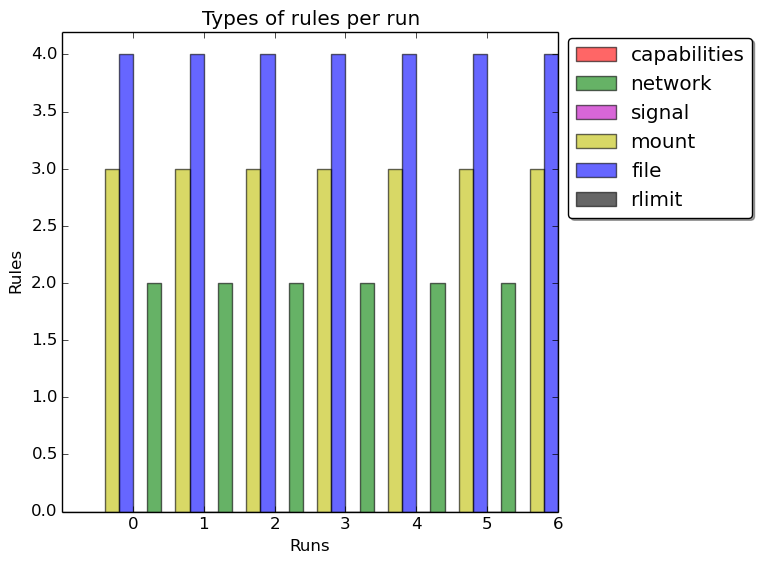 Types of rules per run
capabilities
network
signal
mount
file
rlimit
4.0
3.5
3.0
2.5
2.0
1.5
1.0
0.5
0.0
Rules
0 1 2 3 4 5 6
Runs